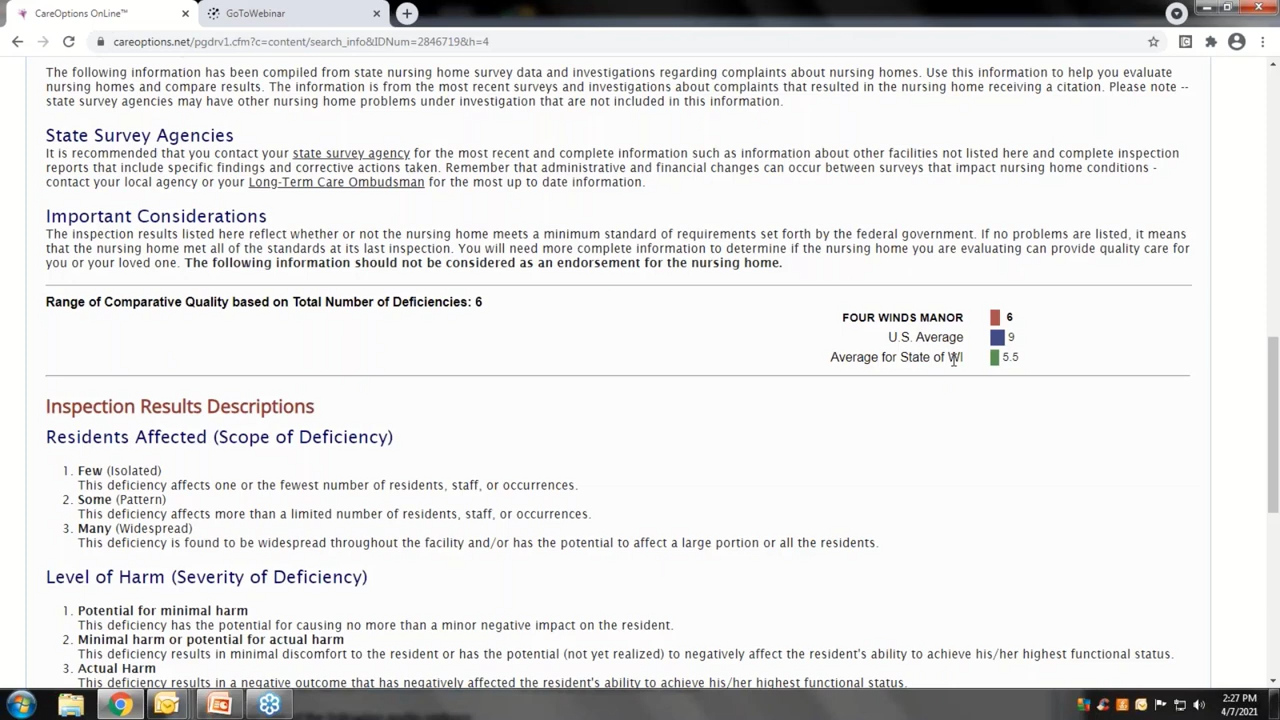 CareOptions OnLine™
GoToWebinar
careoptions.net/pgdrv1.cfm?c=content/search_info&IDNum=2846719&h=4
The following information has been compiled from state nursing home survey data and investigations regarding complaints about nursing homes. Use this information to help you evaluate
nursing homes and compare results. The information is from the most recent surveys and investigations about complaints that resulted in the nursing home receiving a citation. Please note --
state survey agencies may have other nursing home problems under investigation that are not included in this information.
State Survey Agencies
It is recommended that you contact your state survey agency for the most recent and complete information such as information about other facilities not listed here and complete inspection
reports that include specific findings and corrective actions taken. Remember that administrative and financial changes can occur between surveys that impact nursing home conditions -
contact your local agency or your Long-Term Care Ombudsman for the most up to date information.
Important Considerations
The inspection results listed here reflect whether or not the nursing home meets a minimum standard of requirements set forth by the federal government. If no problems are listed, it means
that the nursing home met all of the standards at its last inspection. You will need more complete information to determine if the nursing home you are evaluating can provide quality care for
you or your loved one. The following information should not be considered as an endorsement for the nursing home.
Range of Comparative Quality based on Total Number of Deficiencies: 6
FOUR WINDS MANOR 6
U.S. Average 9
Average for State of WI 5.5
Inspection Results Descriptions
Residents Affected (Scope of Deficiency)
1. Few (Isolated)
This deficiency affects one or the fewest number of residents, staff, or occurrences.
2. Some (Pattern)
This deficiency affects more than a limited number of residents, staff, or occurrences.
3. Many (Widespread)
This deficiency is found to be widespread throughout the facility and/or has the potential to affect a large portion or all the residents.
Level of Harm (Severity of Deficiency)
1. Potential for minimal harm
This deficiency has the potential for causing no more than a minor negative impact on the resident.
2. Minimal harm or potential for actual harm
This deficiency results in minimal discomfort to the resident or has the potential (not yet realized) to negatively affect the resident's ability to achieve his/her highest functional status.
3. Actual Harm
This deficiency results in a negative outcome that has negatively affected the resident's ability to achieve his/her highest functional status.
2:27 PM
4/7/2021